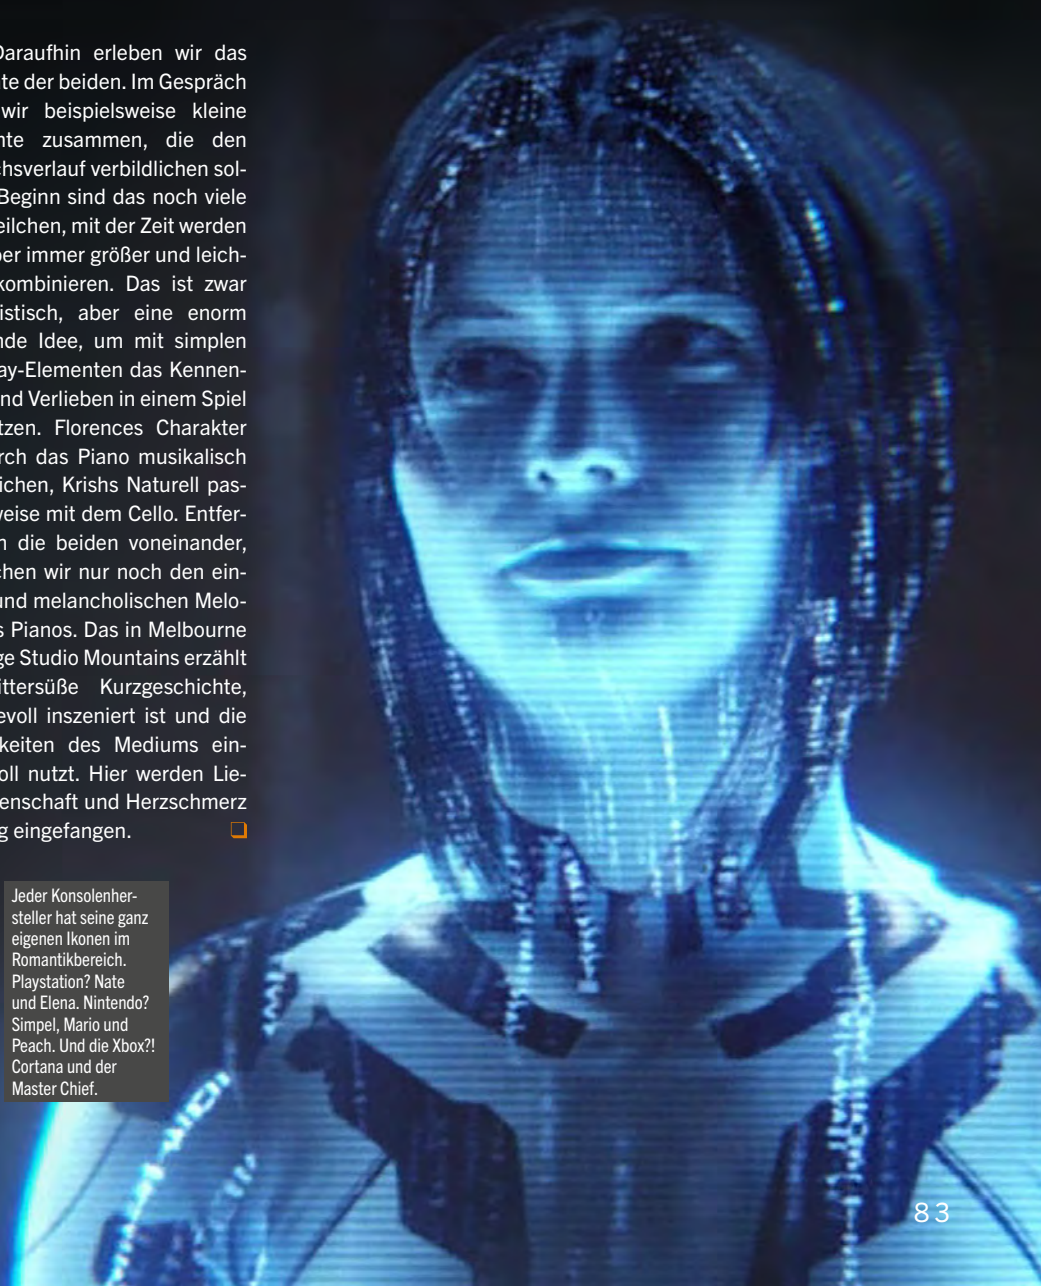 Daraufhin erleben wir das
te der beiden. Im Gespräch
wir beispielsweise kleine
nte zusammen, die den
chsverlauf verbildlichen sol-
Beginn sind das noch viele
eilchen, mit der Zeit werden
ber immer größer und leich-
kombinieren. Das ist zwar
istisch, aber eine enorm
nde Idee, um mit simplen
ay-Elementen das Kennen-
nd Verlieben in einem Spiel
tzen. Florences Charakter
rch das Piano musikalisch
ichen, Krishs Naturell pas-
weise mit dem Cello. Entfer-
n die beiden voneinander,
chen wir nur noch den ein-
und melancholischen Melo-
s Pianos. Das in Melbourne
ge Studio Mountains erzählt
ittersüße Kurzgeschichte,
evoll inszeniert ist und die
keiten des Mediums ein-
oll nutzt. Hier werden Lie-
enschaft und Herzschmerz
g eingefangen.
Jeder Konsolenher-
steller hat seine ganz
eigenen Ikonen im
Romantikbereich.
Playstation? Nate
und Elena. Nintendo?
Simpel, Mario und
Peach. Und die Xbox?!
Cortana und der
Master Chief.
83